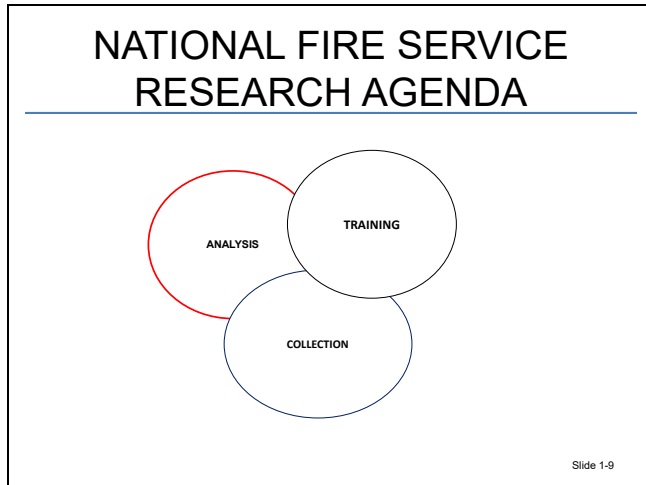 NATIONAL FIRE SERVICE
RESEARCH AGENDA
TRAINING
ANALYSIS
COLLECTION
Slide 1-9